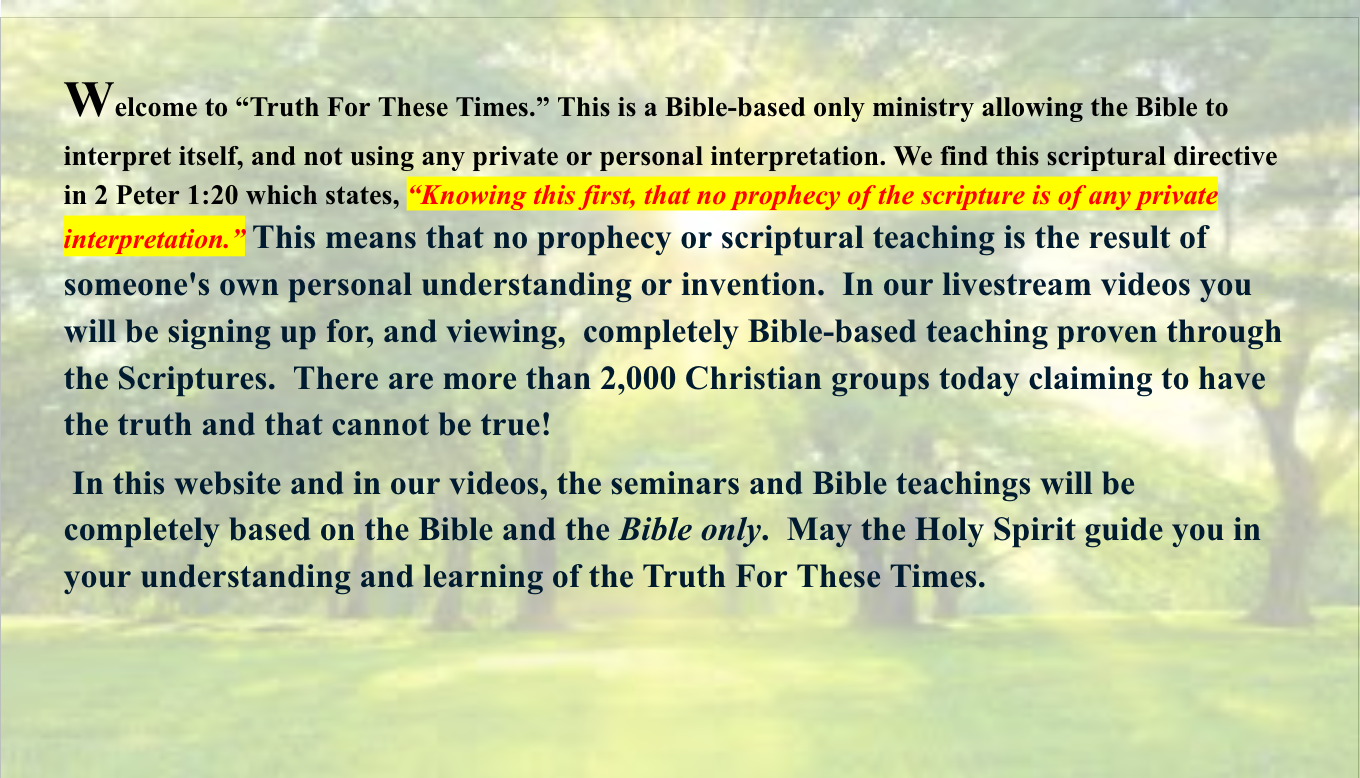 Welcome to “Truth For These Times.” This is a Bible-based only ministry allowing the Bible to
interpret itself, and not using any private or personal interpretation. We find this scriptural directive
in 2 Peter 1:20 which states, “Knowing this first, that no prophecy of the scripture is of any private
interpretation.” This means that no prophecy or scriptural teaching is the result of
someone's own personal understanding or invention.  In our livestream videos you
will be signing up for, and viewing,  completely Bible-based teaching proven through
the Scriptures.  There are more than 2,000 Christian groups today claiming to have
the truth and that cannot be true!
In this website and in our videos, the seminars and Bible teachings will be
completely based on the Bible and the Bible only.  May the Holy Spirit guide you in
your understanding and learning of the Truth For These Times.